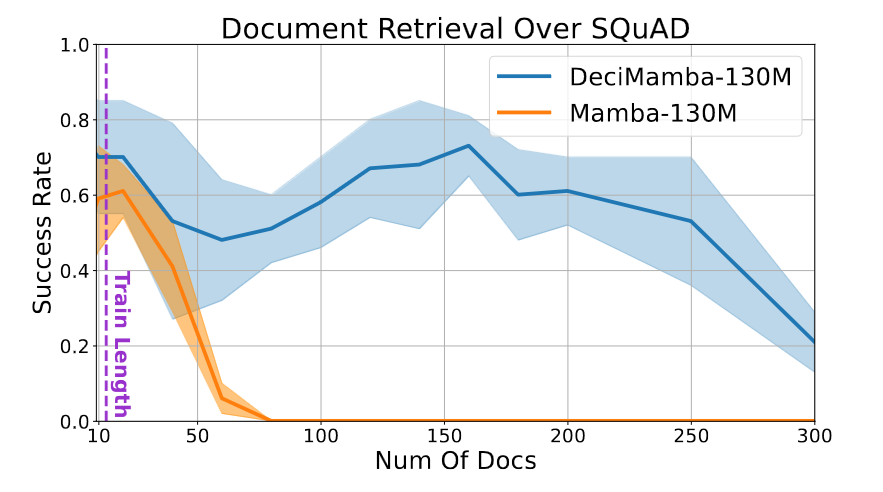 Document Retrieval Over SQuAD
DeciMamba-130M
Mamba-130M
Success Rate
1.0
0.8
0.6
0.4
0.2
0.0
Train Length
10 50 100 150 200 250 300
Num Of Docs